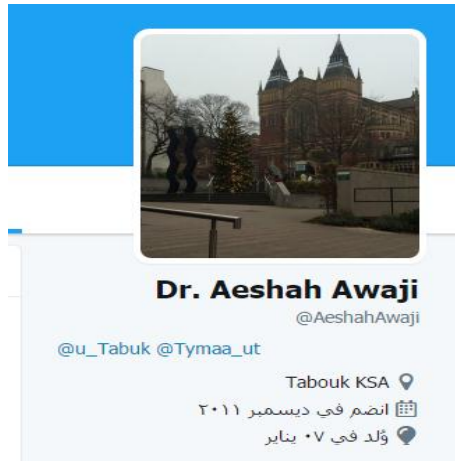 Dr. Aeshah Awaji
@AeshahAwaji
@u_Tabuk @Tymaa_ut
Tabouk KSA
انضم في ديسمبر ٢٠١١
وُلد في ٠٧ يناير